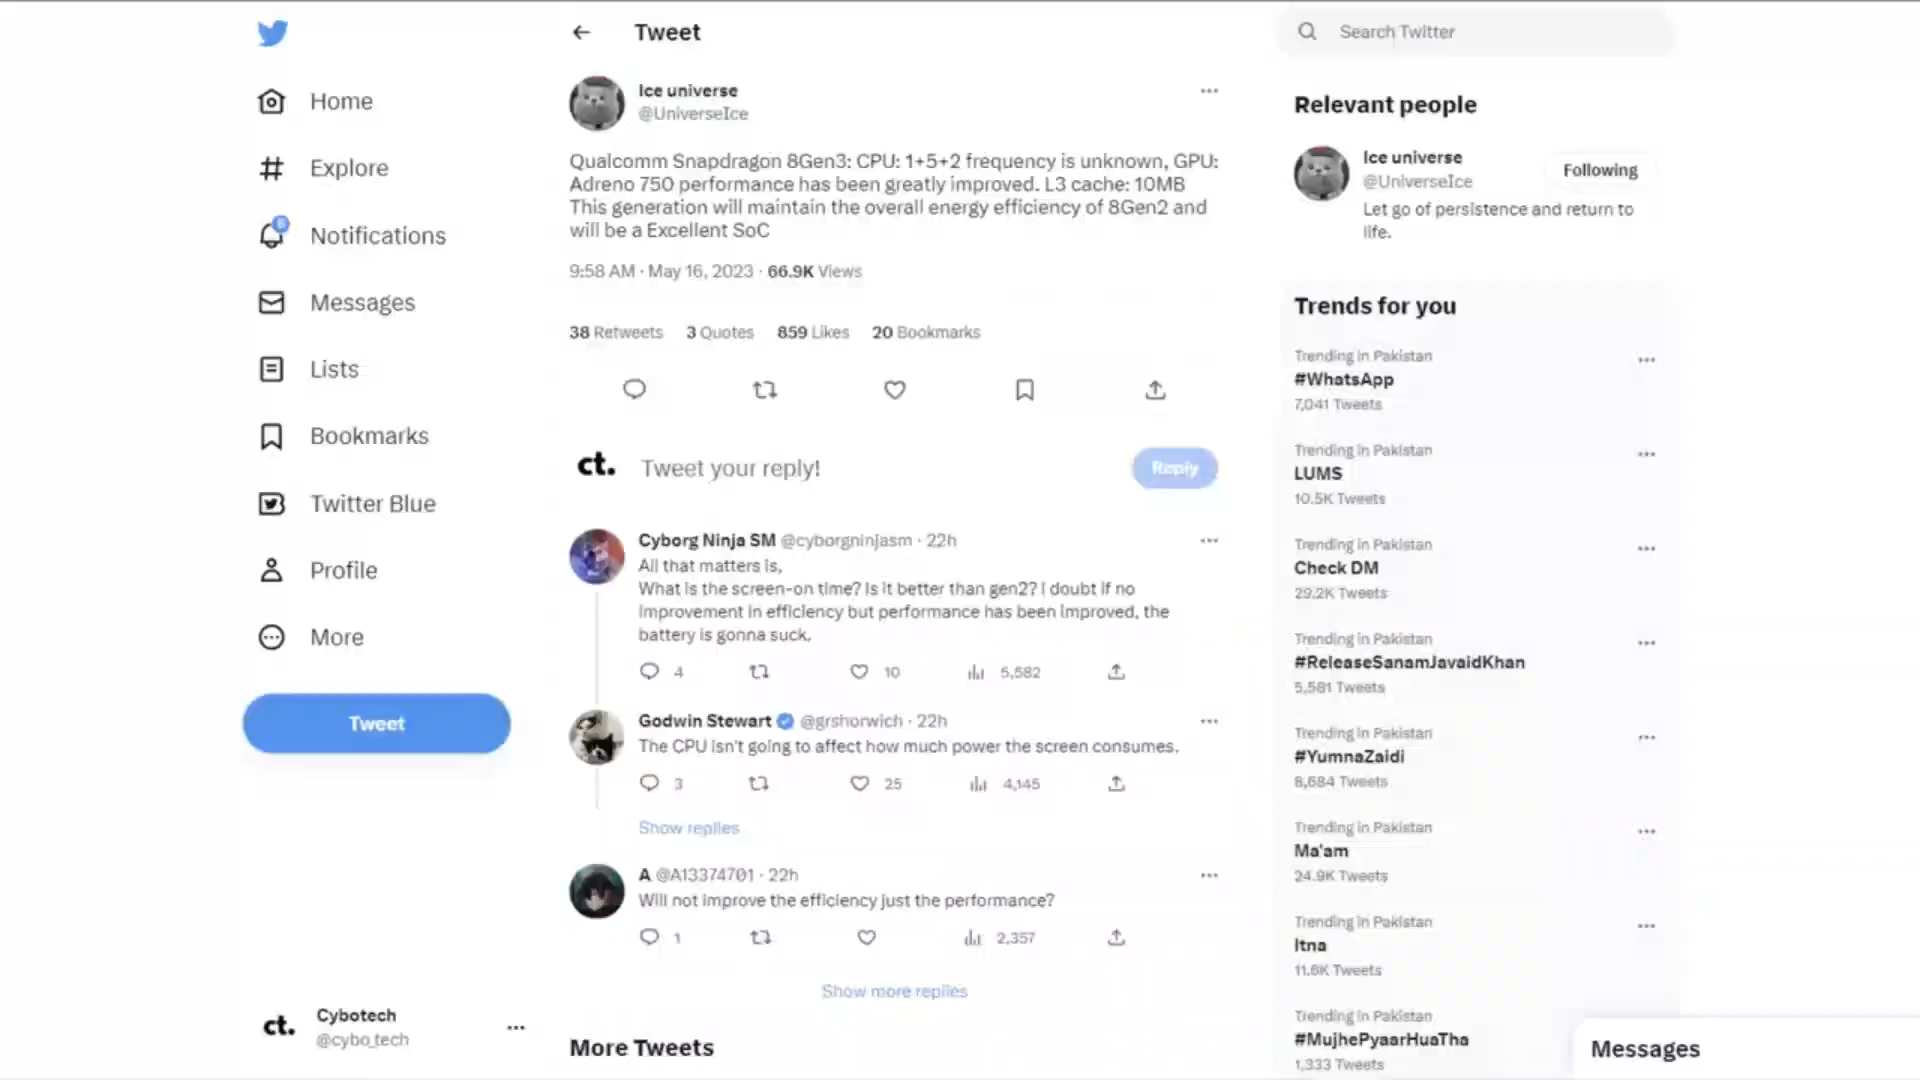 Home
Explore
Notifications
Messages
Lists
Bookmarks
Twitter Blue
Profile
More
Tweet
ct.
Cybotech
@cybo_tech
Tweet
Ice universe
@UniverseIce
Qualcomm Snapdragon 8Gen3: CPU: 1+5+2 frequency is unknown, GPU:
Adreno 750 performance has been greatly improved. L3 cache: 10MB
This generation will maintain the overall energy efficiency of 8Gen2 and
will be a Excellent SoC
9:58 AM · May 16, 2023 · 66.9K Views
38 Retweets 3 Quotes 859 Likes 20 Bookmarks
ct. Tweet your reply! Reply
Cyborg Ninja SM @cyborgninjasm · 22h
All that matters is,
What is the screen-on time? Is it better than gen2? I doubt if no
improvement in efficiency but performance has been improved, the
battery is gonna suck.
4 10 5,582
Godwin Stewart @grshorwich · 22h
The CPU isn't going to affect how much power the screen consumes.
3 25 4,145
Show replies
A @A13374701 · 22h
Will not improve the efficiency just the performance?
1 2,357
Show more replies
More Tweets
Search Twitter
Relevant people
Ice universe
@UniverseIce
Following
Let go of persistence and return to
life.
Trends for you
Trending in Pakistan
#WhatsApp
7,041 Tweets
Trending in Pakistan
LUMS
10.5K Tweets
Trending in Pakistan
Check DM
29.2K Tweets
Trending in Pakistan
#ReleaseSanamJavaidKhan
5,581 Tweets
Trending in Pakistan
#YumnaZaidi
8,684 Tweets
Trending in Pakistan
Ma'am
24.9K Tweets
Trending in Pakistan
Itna
11.6K Tweets
Trending in Pakistan
#MujhePyaarHuaTha
1,333 Tweets
Messages